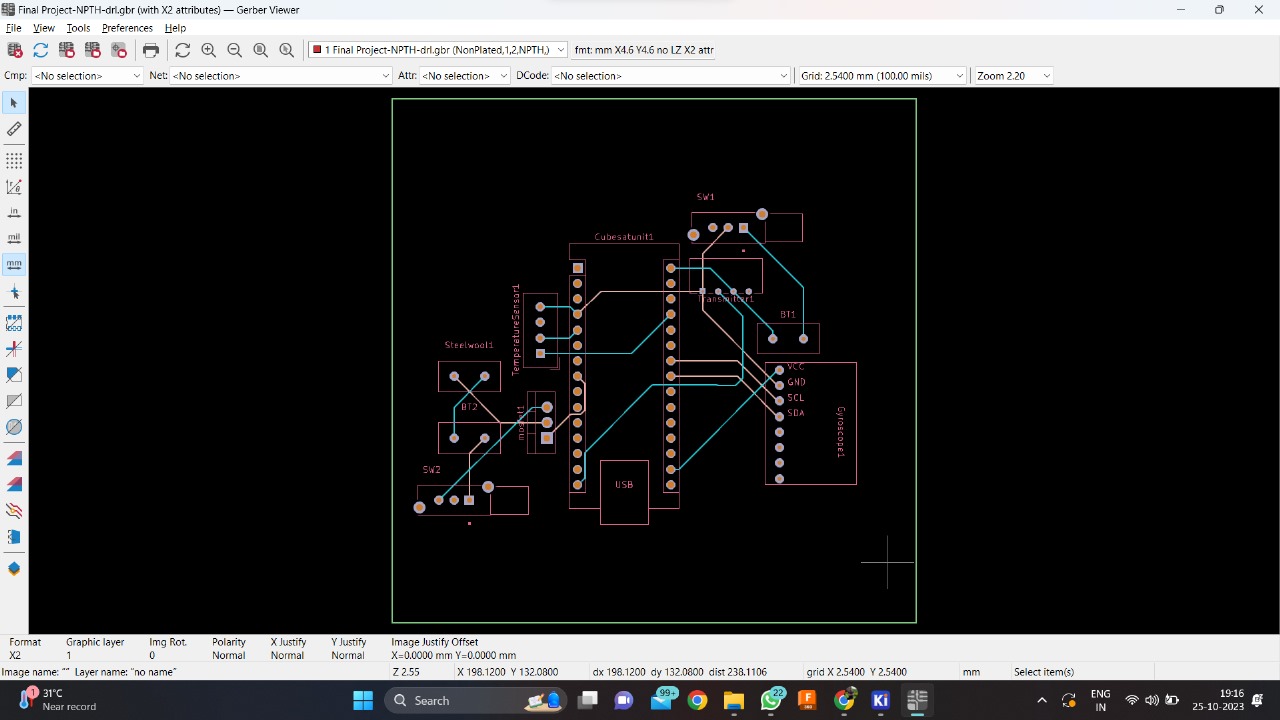 Final Project-NPTH-drl.gbr (with X2 attributes) — Gerber Viewer
File View Tools Preferences Help
1 Final Project-NPTH-drl.gbr (NonPlated,1,2,NPTH,) fmt: mm X4.6 Y4.6 no LZ X2 attr
Cmp: <No selection> Net: <No selection> Attr: <No selection> DCode: <No selection> Grid: 2.5400 mm (100.00 mils) Zoom 2.20
in
mil
mm
SW1
Cubesatunit1
TemperatureSensor1
Transmitter1
BT1
Steelwool1
VCC
GND
SCL
SDA
Gyroscope1
BT2
mosfet1
SW2
USB
Format Graphic layer Img Rot. Polarity X Justify Y Justify Image Justify Offset
X2 1 0 Normal Normal Normal X=0.0000 mm Y=0.0000 mm
Image name: "" Layer name: "no name" Z 2.55 X 198.1200 Y 132.0800 dx 198.1200 dy 132.0800 dist 238.1106 grid X 2.5400 Y 2.5400 mm Select item(s)
1
31°C
Near record
Search
99+
22
F
Ki
ENG
IN
19:16
25-10-2023